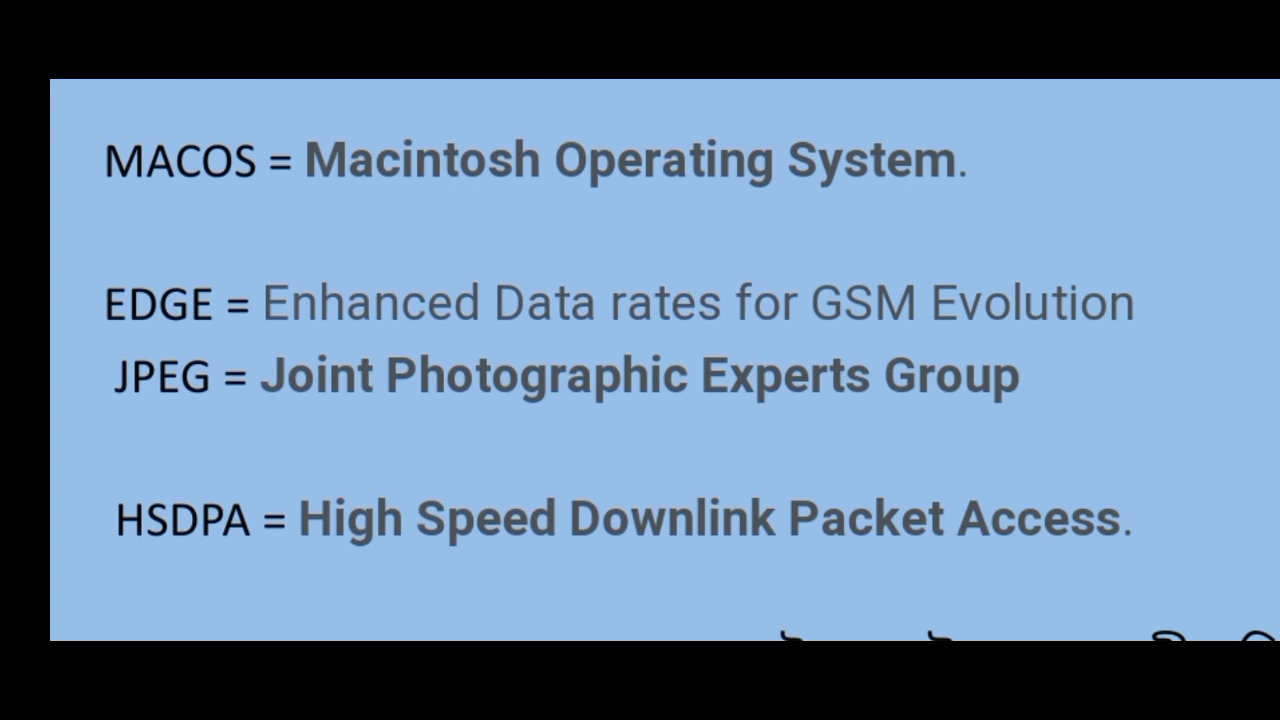 MACOS = Macintosh Operating System.
EDGE = Enhanced Data rates for GSM Evolution
JPEG = Joint Photographic Experts Group
HSDPA = High Speed Downlink Packet Access.